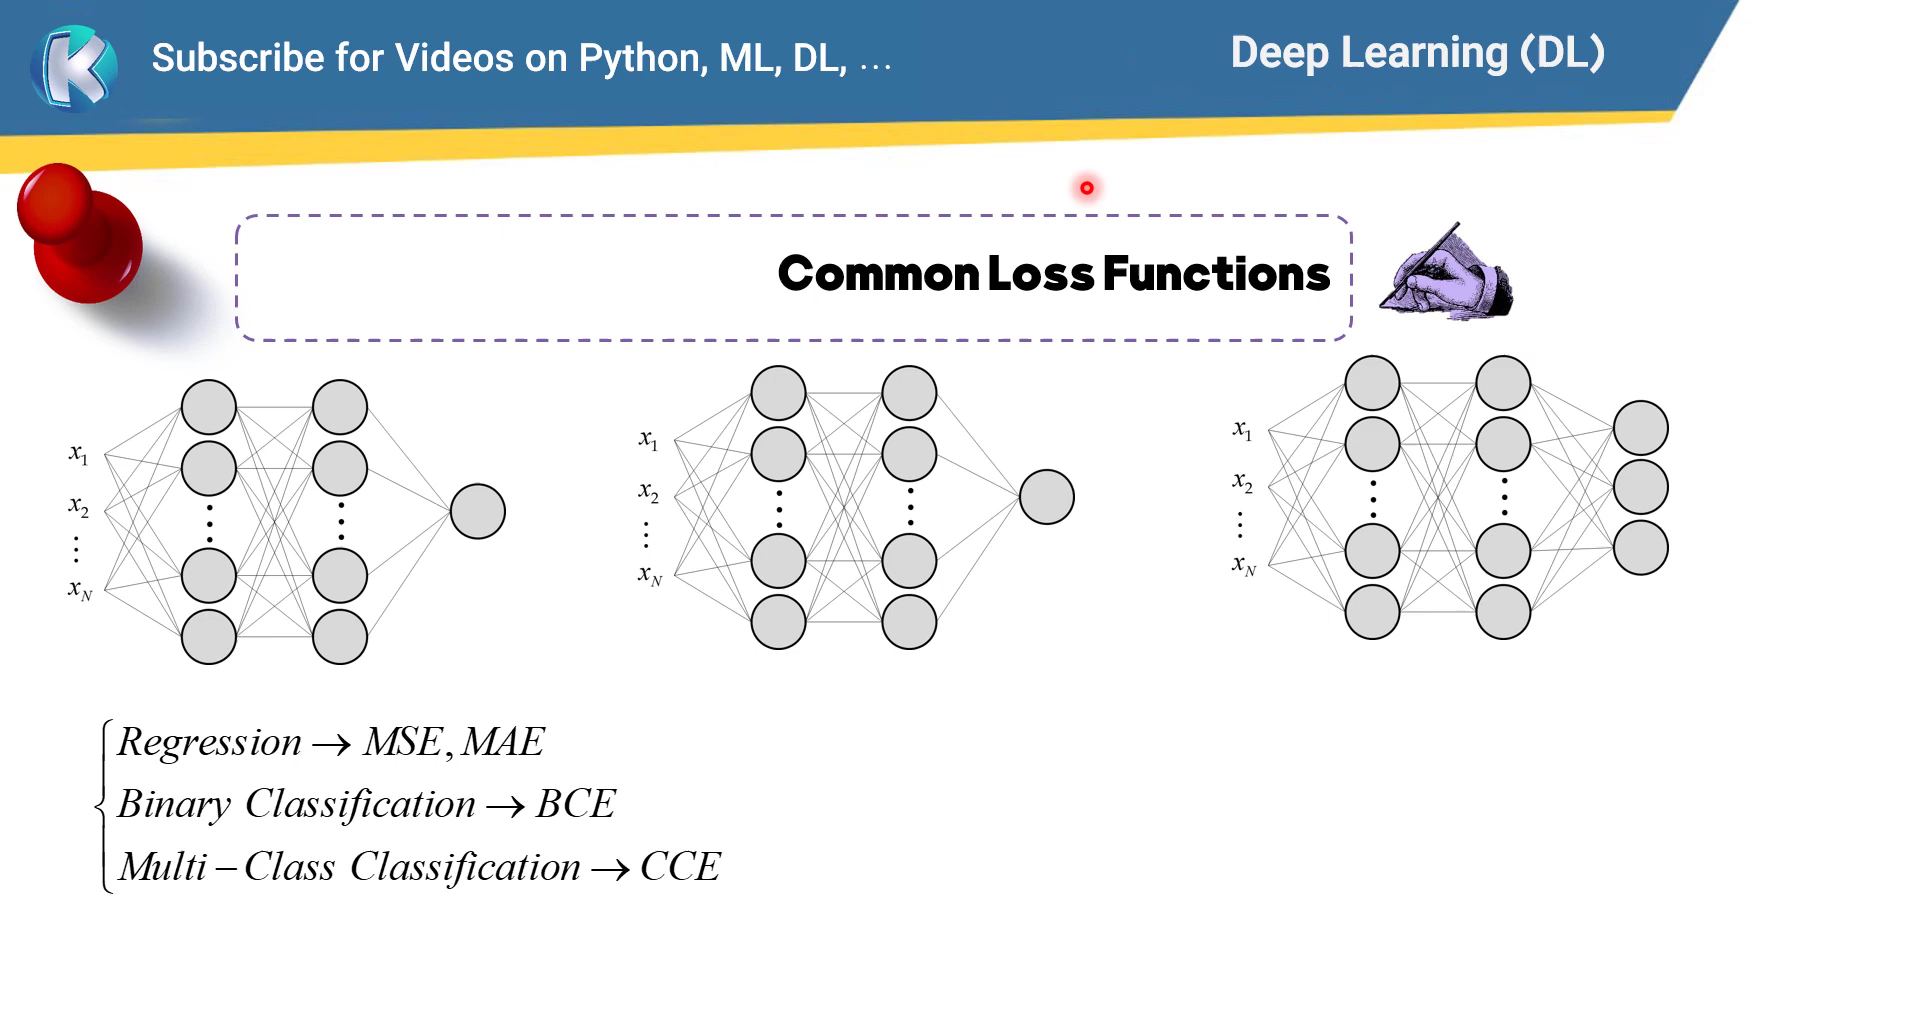 Subscribe for Videos on Python, ML, DL, ...
Deep Learning (DL)
Common Loss Functions
x1
x2
xN
x1
x2
xN
x1
x2
xN
Regression → MSE, MAE
Binary Classification → BCE
Multi – Class Classification → CCE